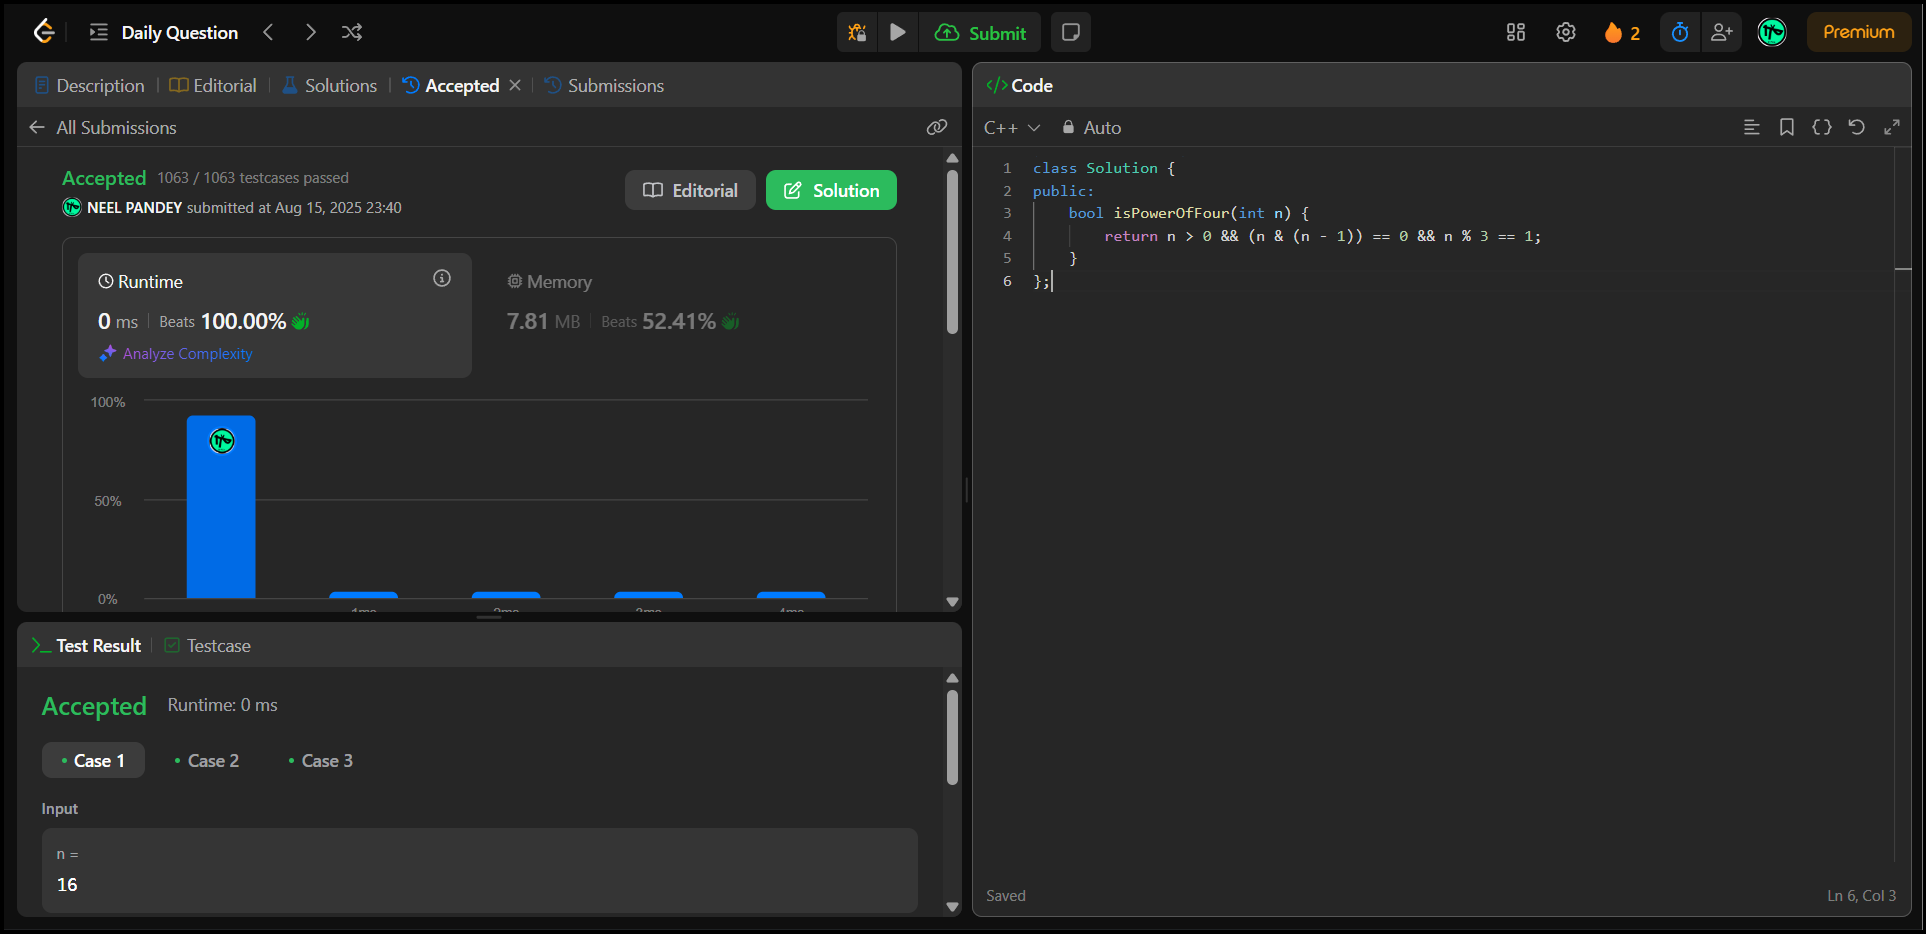 Daily Question
Submit
2
Premium
Description
Editorial
Solutions
Accepted
Submissions
All Submissions
Accepted 1063 / 1063 testcases passed
NEEL PANDEY submitted at Aug 15, 2025 23:40
Editorial
Solution
Runtime
0 ms Beats 100.00%
Analyze Complexity
Memory
7.81 MB Beats 52.41%
100%
50%
0%
1ms 2ms 3ms 4ms
Test Result
Testcase
Accepted Runtime: 0 ms
Case 1
Case 2
Case 3
Input
n =
16
</> Code
C++
Auto
1 class Solution {
2 public:
3 bool isPowerOfFour(int n) {
4 return n > 0 && (n & (n - 1)) == 0 && n % 3 == 1;
5 }
6 };
Saved
Ln 6, Col 3